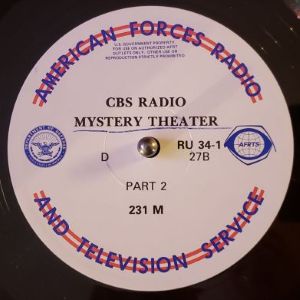 AMERICAN FORCES RADIO
U.S. GOVERNMENT PROPERTY
FOR USE ON AUTHORIZED AFRT
OUTLETS ONLY. OTHER USE OR
REPRODUCTION STRICTLY PROHIBITED.
CBS RADIO
MYSTERY THEATER
D
RU 34-1
27B
AFRTS
PART 2
231 M
AND TELEVISION SERVICE